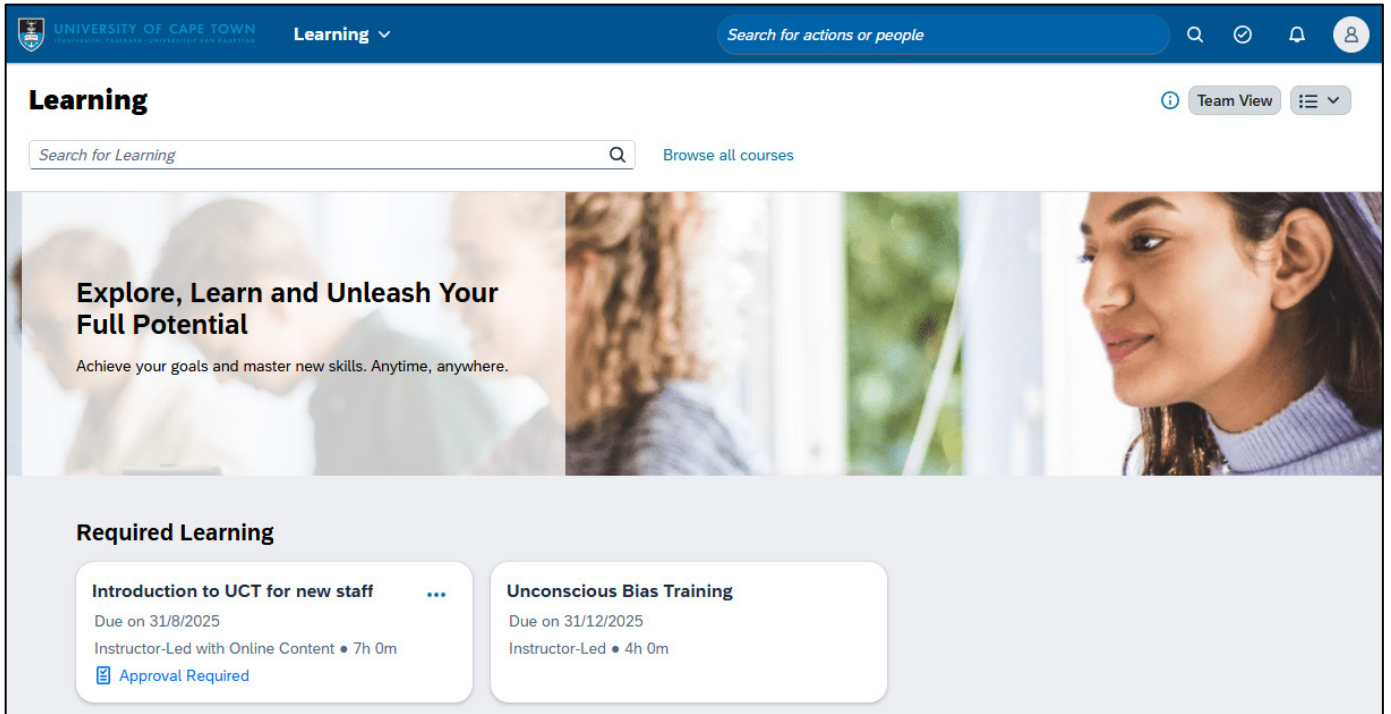 UNIVERSITY OF CAPE TOWN
Learning
Search for actions or people
Learning
Team View
Search for Learning
Browse all courses
Explore, Learn and Unleash Your
Full Potential
Achieve your goals and master new skills. Anytime, anywhere.
Required Learning
Introduction to UCT for new staff
Due on 31/8/2025
Instructor-Led with Online Content ● 7h 0m
Approval Required
Unconscious Bias Training
Due on 31/12/2025
Instructor-Led ● 4h 0m